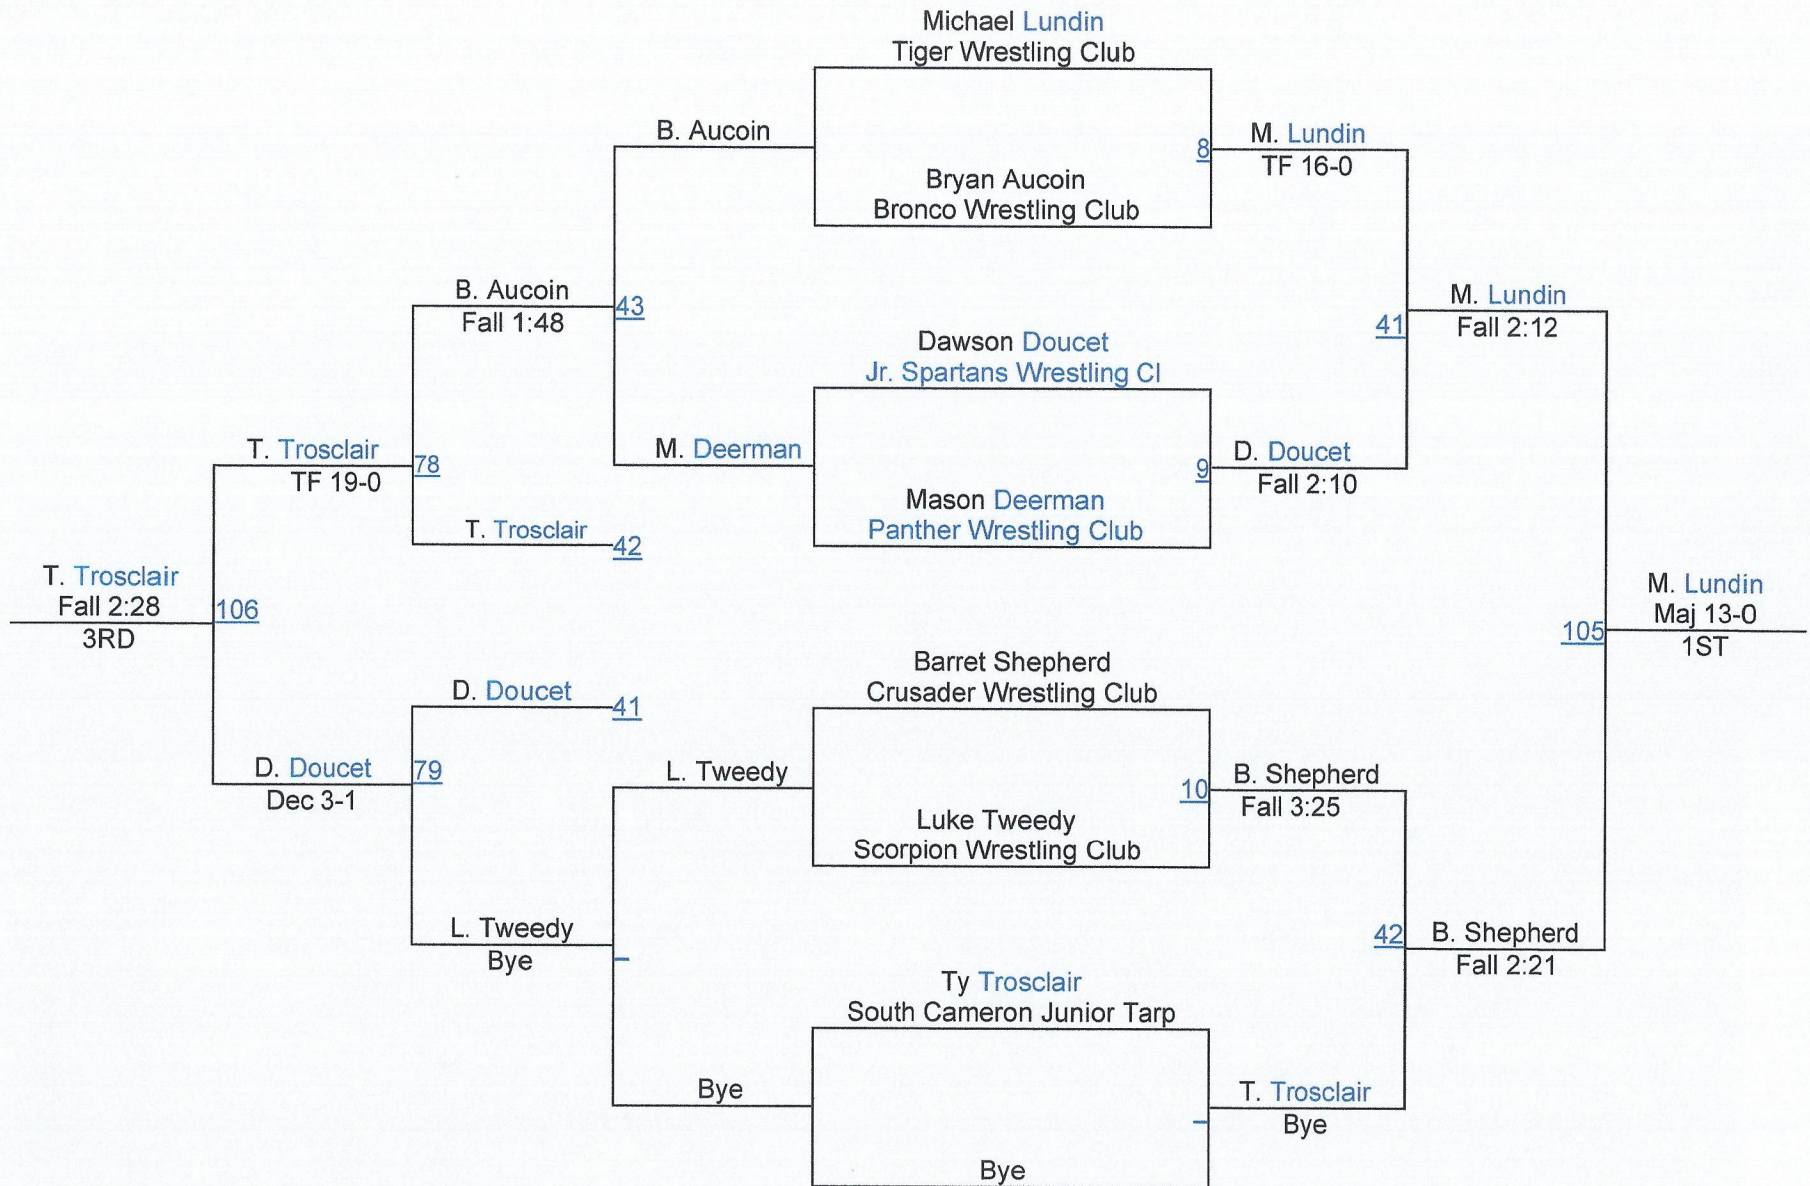 Michael Lundin
Tiger Wrestling Club
B. Aucoin
8
M. Lundin
TF 16-0
Bryan Aucoin
Bronco Wrestling Club
B. Aucoin
Fall 1:48
43
41
M. Lundin
Fall 2:12
Dawson Doucet
Jr. Spartans Wrestling Cl
T. Trosclair
TF 19-0
78
M. Deerman
9
D. Doucet
Fall 2:10
Mason Deerman
Panther Wrestling Club
T. Trosclair
42
T. Trosclair
Fall 2:28
3RD
106
105
M. Lundin
Maj 13-0
1ST
Barret Shepherd
Crusader Wrestling Club
D. Doucet
41
D. Doucet
Dec 3-1
79
L. Tweedy
10
B. Shepherd
Fall 3:25
Luke Tweedy
Scorpion Wrestling Club
L. Tweedy
Bye
42
B. Shepherd
Fall 2:21
Ty Trosclair
South Cameron Junior Tarp
Bye
T. Trosclair
Bye
Bye